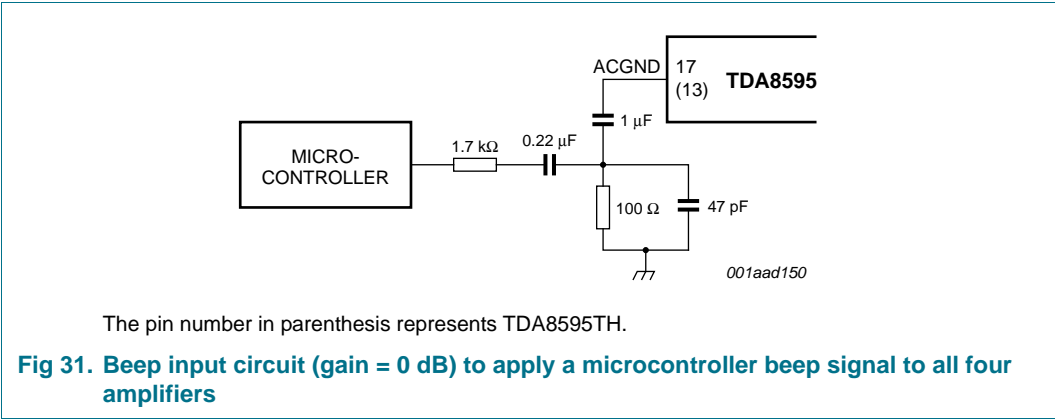 ACGND
17
(13)
TDA8595
1 μF
0.22 μF
1.7 kΩ
MICRO-
CONTROLLER
100 Ω
47 pF
001aad150
The pin number in parenthesis represents TDA8595TH.
Fig 31. Beep input circuit (gain = 0 dB) to apply a microcontroller beep signal to all four
amplifiers